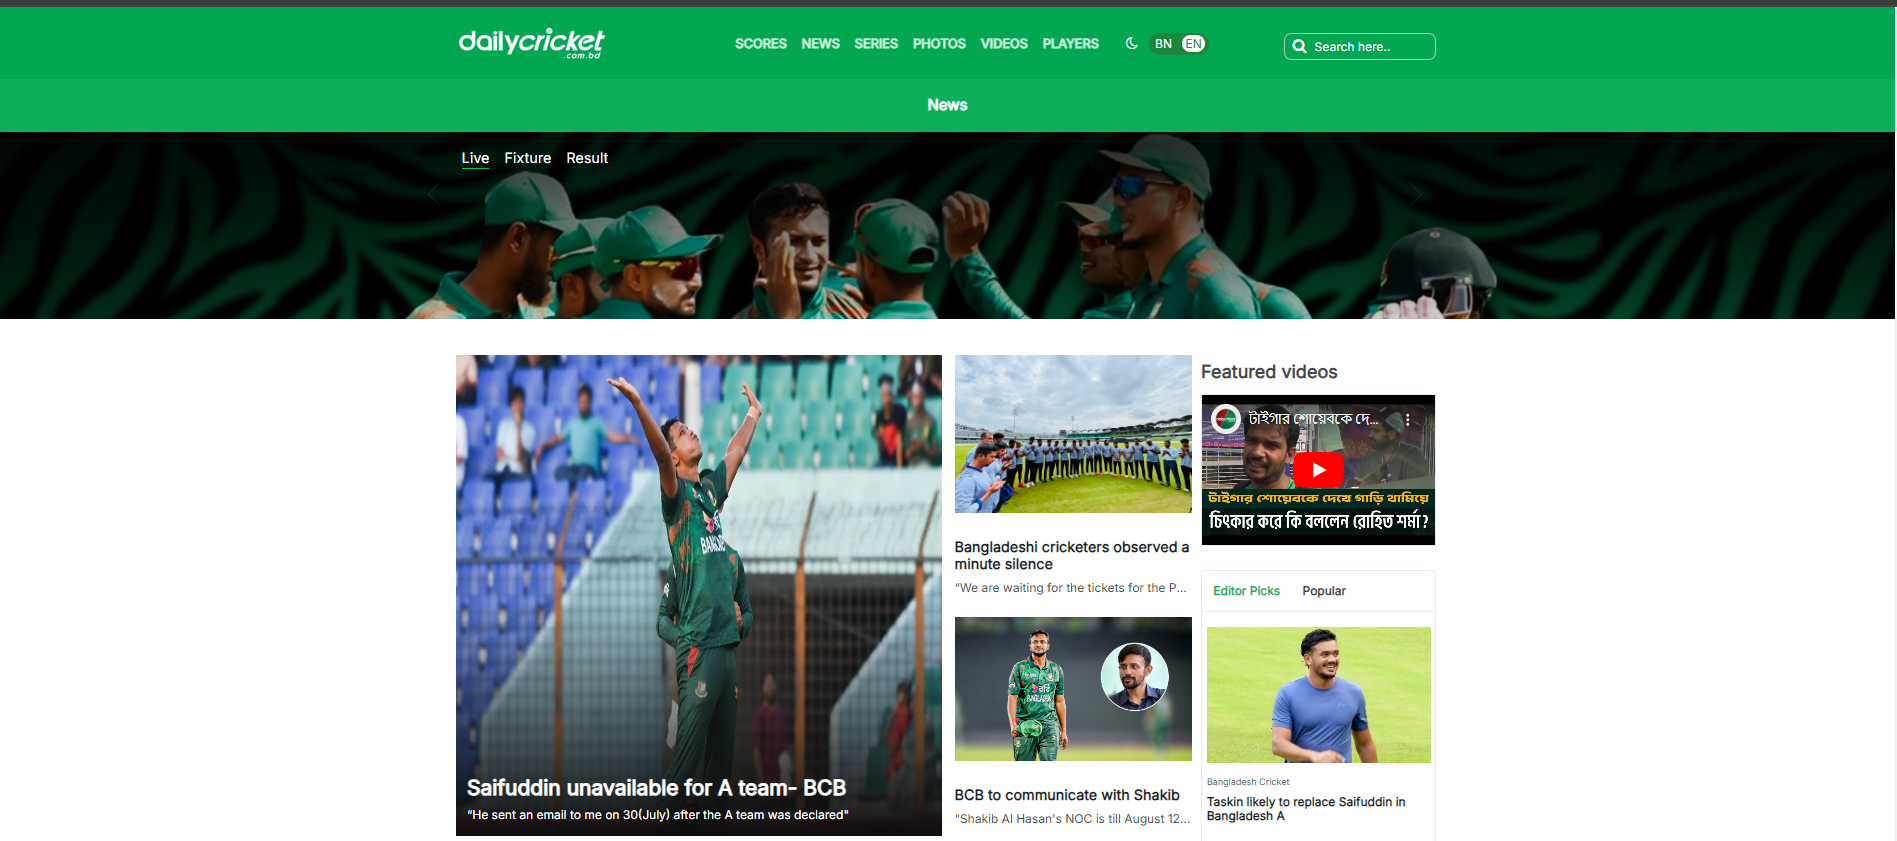 dailycricket
.com.bd
SCORES NEWS SERIES PHOTOS VIDEOS PLAYERS
BN EN
Search here..
News
Live Fixture Result
Saifuddin unavailable for A team- BCB
“He sent an email to me on 30(July) after the A team was declared"
Bangladeshi cricketers observed a
minute silence
“We are waiting for the tickets for the P...
BCB to communicate with Shakib
“Shakib Al Hasan's NOC is till August 12...
Featured videos
টাইগার শোয়েবকে দে...
টাইগার শোয়েবকে দেখে গাড়ি থামিয়ে
চিৎকার করে কি বললেন রোহিত শর্মা?
Editor Picks Popular
Bangladesh Cricket
Taskin likely to replace Saifuddin in
Bangladesh A